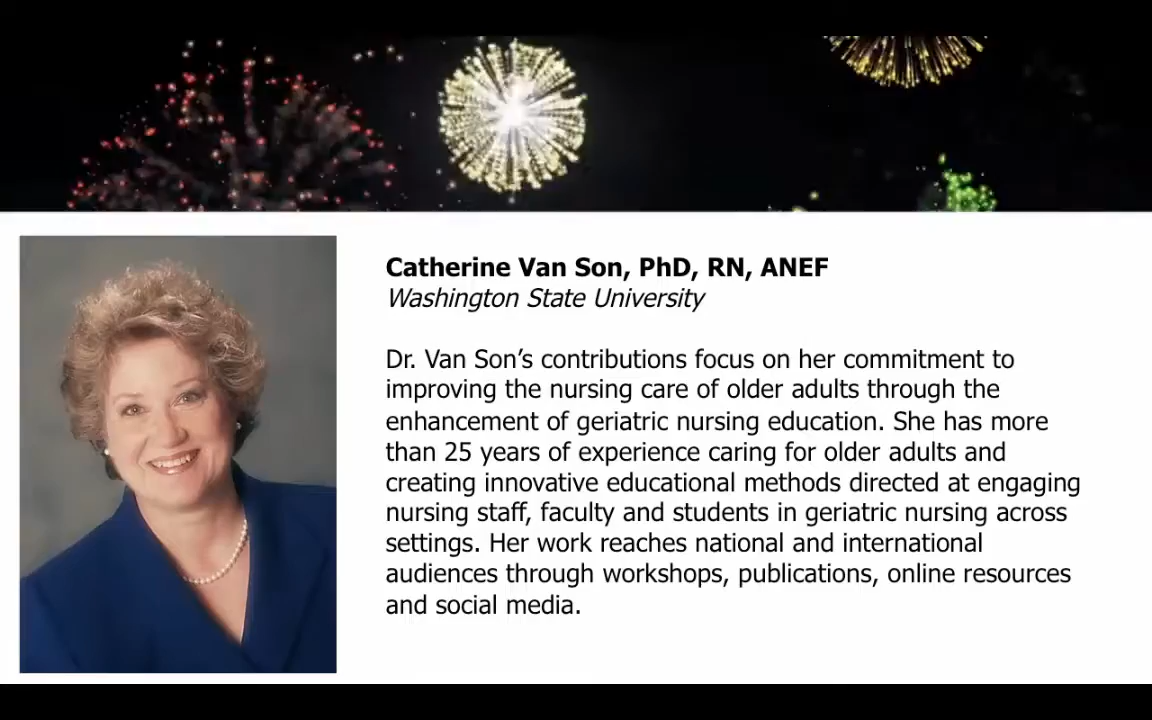 Catherine Van Son, PhD, RN, ANEF
Washington State University
Dr. Van Son’s contributions focus on her commitment to
improving the nursing care of older adults through the
enhancement of geriatric nursing education. She has more
than 25 years of experience caring for older adults and
creating innovative educational methods directed at engaging
nursing staff, faculty and students in geriatric nursing across
settings. Her work reaches national and international
audiences through workshops, publications, online resources
and social media.